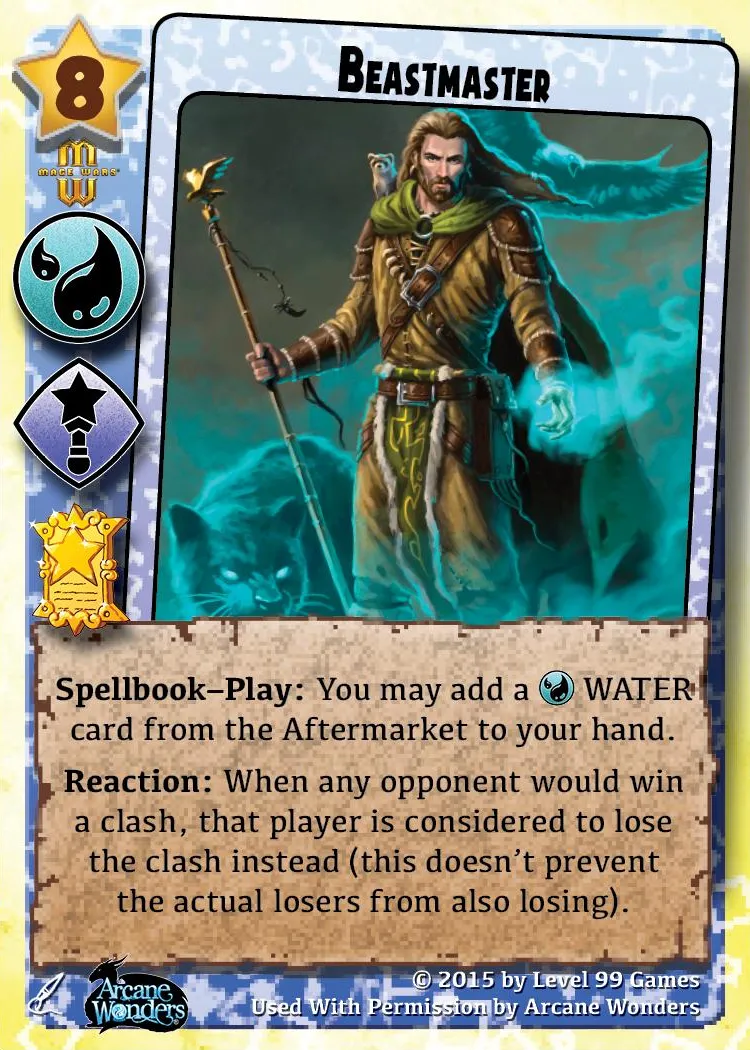 8
BEASTMASTER
MW
MAGE WARS
Spellbook–Play: You may add a WATER
card from the Aftermarket to your hand.
Reaction: When any opponent would win
a clash, that player is considered to lose
the clash instead (this doesn’t prevent
the actual losers from also losing).
Arcane
Wonders
© 2015 by Level 99 Games
Used With Permission by Arcane Wonders